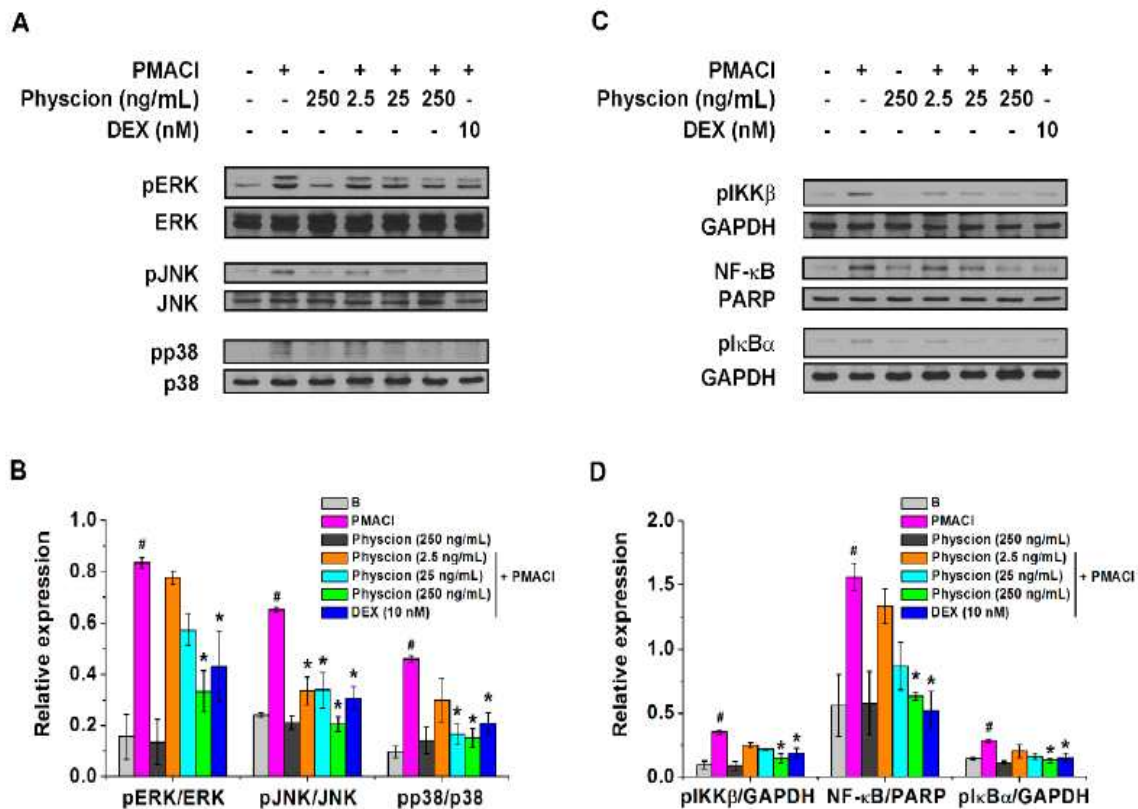 A
PMACI - + - + + + +
Physcion (ng/mL) - - 250 2.5 25 250 -
DEX (nM) - - - - - - 10
pERK
ERK
pJNK
JNK
pp38
p38
C
PMACI - + - + + + +
Physcion (ng/mL) - - 250 2.5 25 250 -
DEX (nM) - - - - - - 10
pIKKβ
GAPDH
NF-κB
PARP
pIκBα
GAPDH
B
Relative expression
1.0
0.8
0.6
0.4
0.2
0.0
B
PMACI
Physcion (250 ng/mL)
Physcion (2.5 ng/mL)
Physcion (25 ng/mL)
Physcion (250 ng/mL)
DEX (10 nM)
+ PMACI
#
*
*
#
*
*
*
*
#
*
*
*
pERK/ERK pJNK/JNK pp38/p38
D
Relative expression
2.0
1.5
1.0
0.5
0.0
B
PMACI
Physcion (250 ng/mL)
Physcion (2.5 ng/mL)
Physcion (25 ng/mL)
Physcion (250 ng/mL)
DEX (10 nM)
+ PMACI
#
*
*
#
*
*
#
*
*
pIKKβ/GAPDH NF-κB/PARP pIκBα/GAPDH